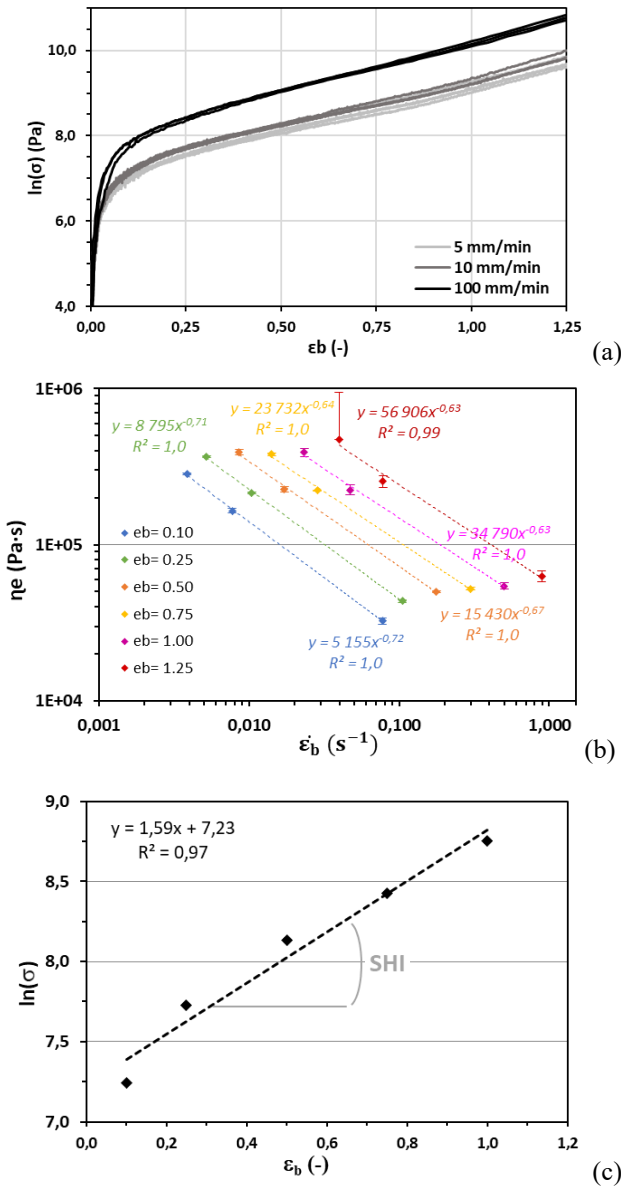 10,0
8,0
6,0
4,0
ln(σ) (Pa)
5 mm/min
10 mm/min
100 mm/min
0,00
0,25
0,50
0,75
1,00
1,25
εb (-)
(a)
1E+06
1E+05
1E+04
ηe (Pa·s)
y = 8 795x^-0,71
R² = 1,0
y = 23 732x^-0,64
R² = 1,0
y = 56 906x^-0,63
R² = 0,99
eb= 0.10
eb= 0.25
eb= 0.50
eb= 0.75
eb= 1.00
eb= 1.25
y = 34 790x^-0,63
R² = 1,0
y = 15 430x^-0,67
R² = 1,0
y = 5 155x^-0,72
R² = 1,0
0,001
0,010
0,100
1,000
ε̇b (s⁻¹)
(b)
9,0
8,5
8,0
7,5
7,0
ln(σ)
y = 1,59x + 7,23
R² = 0,97
SHI
0,0
0,2
0,4
0,6
0,8
1,0
1,2
εb (-)
(c)